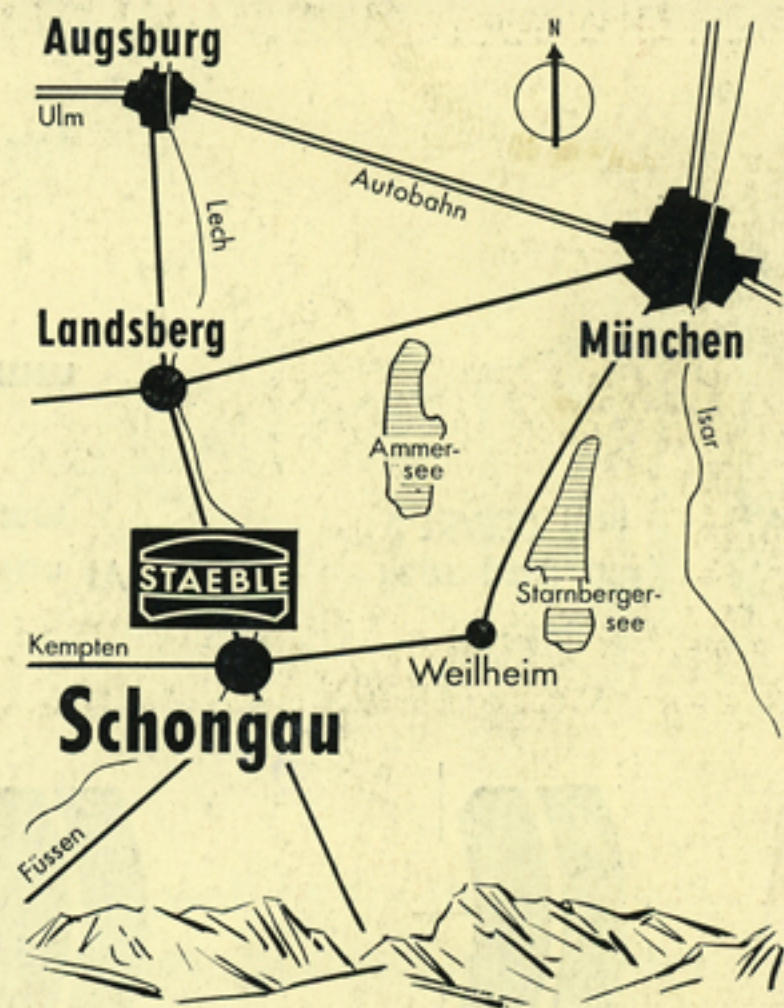 Augsburg
N
Ulm
Autobahn
Lech
Landsberg
München
Isar
Ammer-
see
STAEBLE
Starnberger-
see
Kempten
Weilheim
Schongau
Füssen